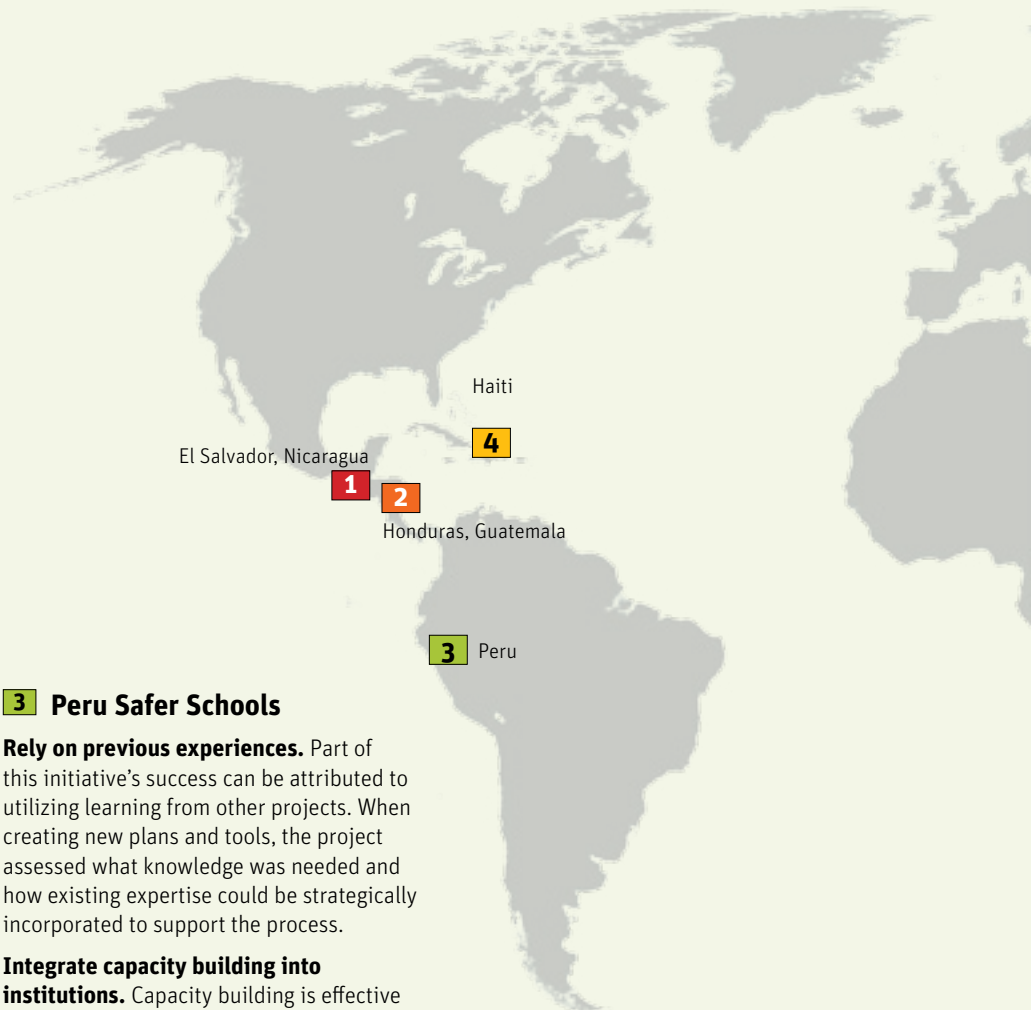 Haiti
4
El Salvador, Nicaragua
1
2
Honduras, Guatemala
3 Peru
3 Peru Safer Schools
Rely on previous experiences. Part of
this initiative’s success can be attributed to
utilizing learning from other projects. When
creating new plans and tools, the project
assessed what knowledge was needed and
how existing expertise could be strategically
incorporated to support the process.
Integrate capacity building into
institutions. Capacity building is effective